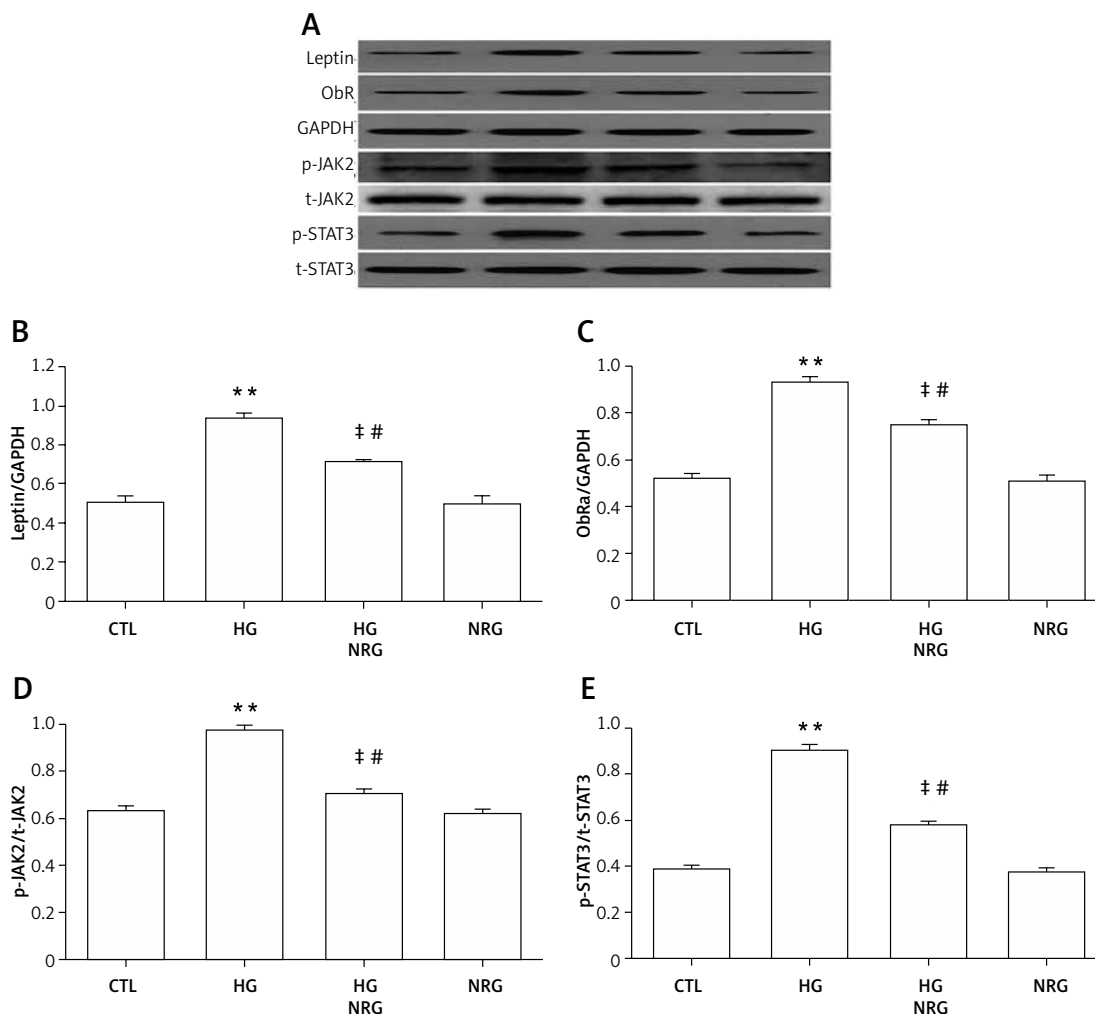 A
Leptin
ObR
GAPDH
p-JAK2
t-JAK2
p-STAT3
t-STAT3
B
Leptin/GAPDH
1.2
1.0
0.8
0.6
0.4
0.2
0
**
‡ #
CTL
HG
HG
NRG
NRG
C
ObRa/GAPDH
1.0
0.8
0.6
0.4
0.2
0
**
‡ #
CTL
HG
HG
NRG
NRG
D
p-JAK2/t-JAK2
1.0
0.8
0.6
0.4
0.2
0
**
‡ #
CTL
HG
HG
NRG
NRG
E
p-STAT3/t-STAT3
1.0
0.8
0.6
0.4
0.2
0
**
‡ #
CTL
HG
HG
NRG
NRG